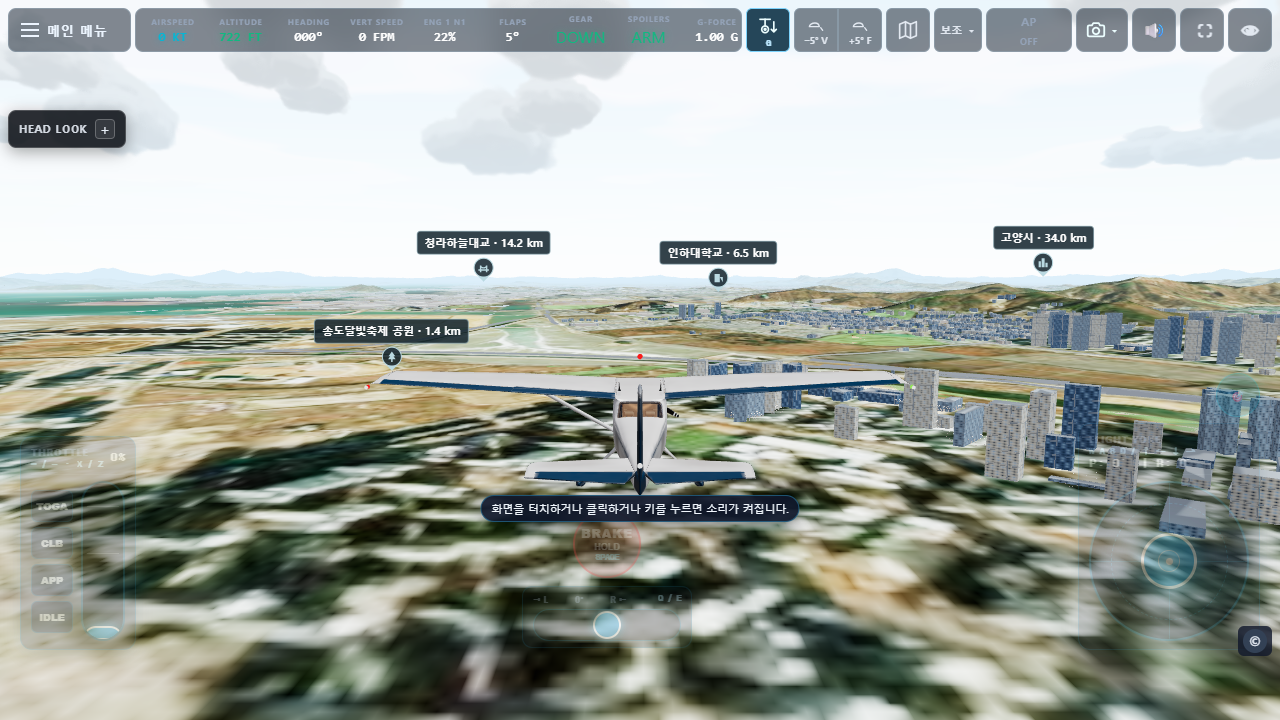 메인 메뉴
AIRSPEED
ALTITUDE
HEADING
000°
VERT SPEED
0 FPM
ENG 1 N1
22%
FLAPS
5°
GEAR
DOWN
SPOILERS
ARM
G-FORCE
1.00 G
G
−5° V
+5° F
보조
AP
OFF
HEAD LOOK +
청라하늘대교 · 14.2 km
인하대학교 · 6.5 km
고양시 · 34.0 km
송도달빛축제 공원 · 1.4 km
0%
TOGA
CLB
APP
IDLE
화면을 터치하거나 클릭하거나 키를 누르면 소리가 켜집니다.
BRAKE
HOLD
→L 0° R← Q / E
©